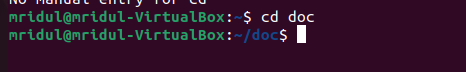 No manual entry for cd
mridul@mridul-VirtualBox:~$ cd doc
mridul@mridul-VirtualBox:~/doc$